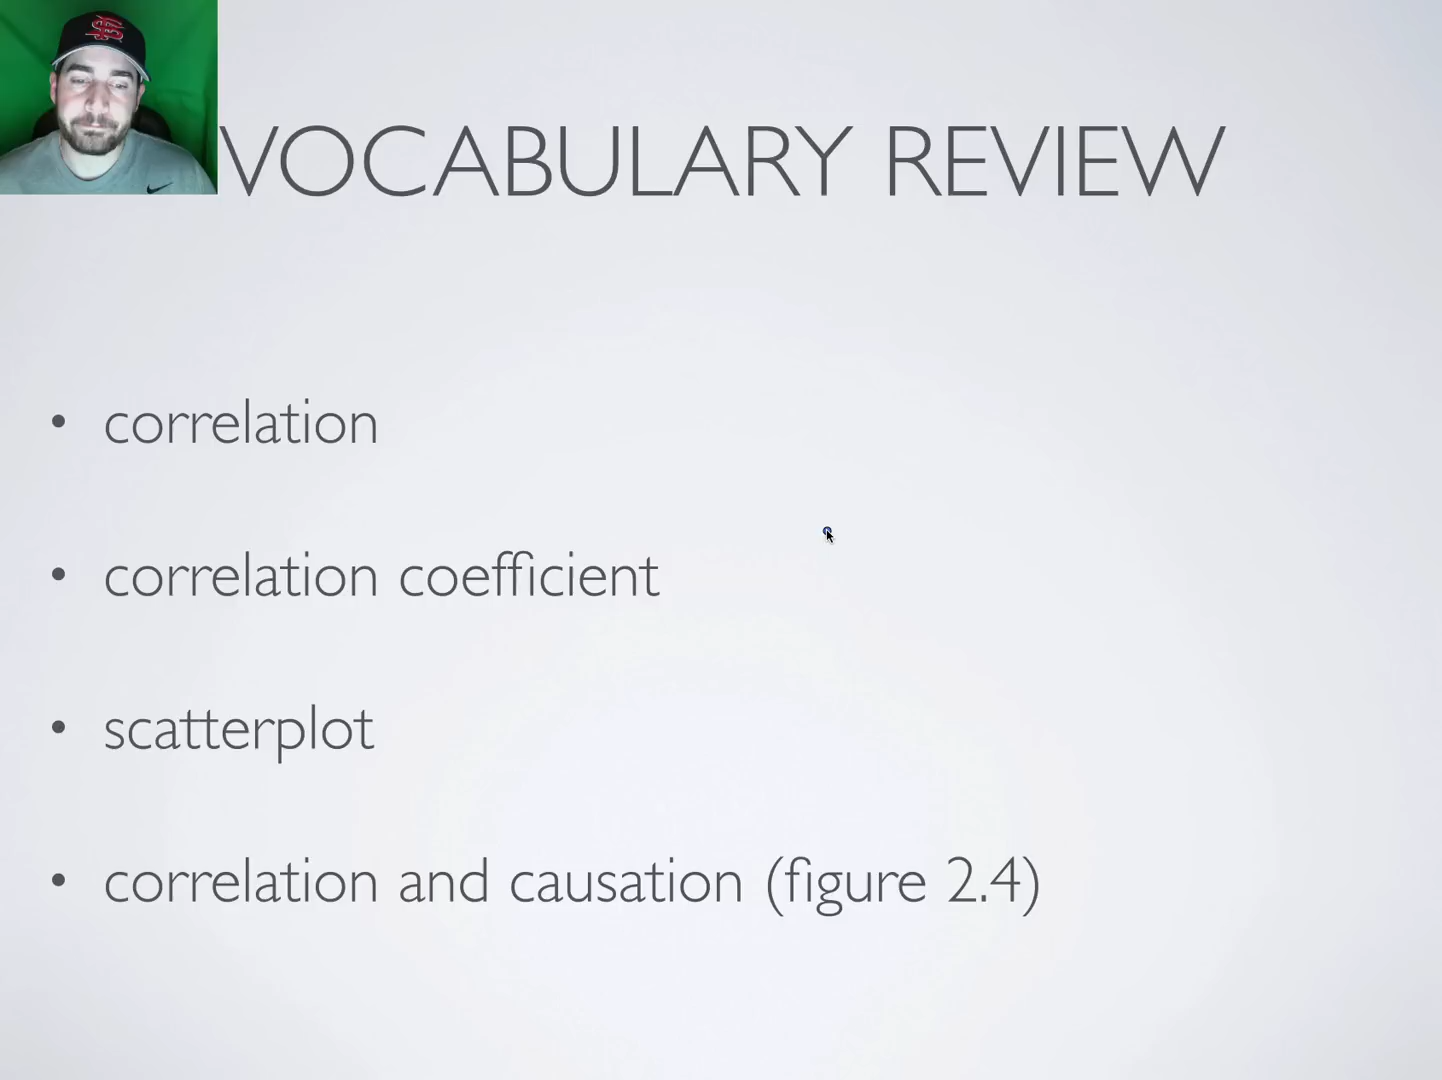 VOCABULARY REVIEW
• correlation
• correlation coefficient
• scatterplot
• correlation and causation (figure 2.4)